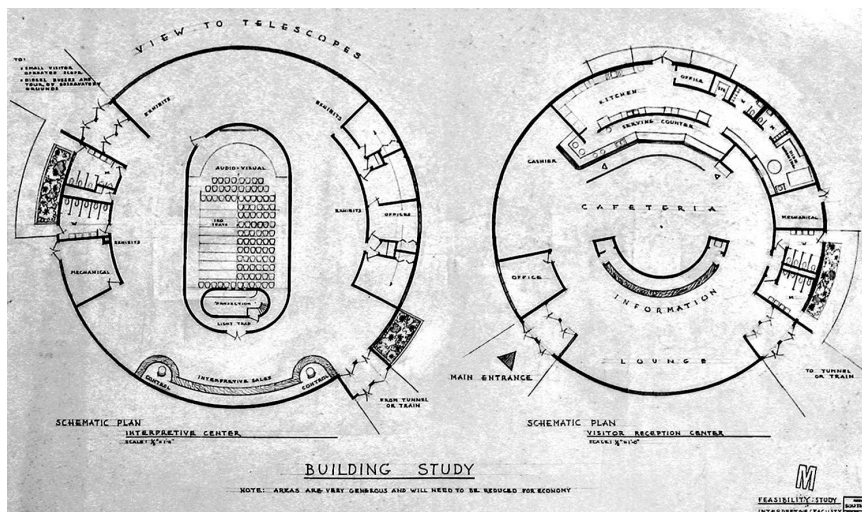 VIEW TO TELESCOPES
TO:
• SMALL VISITOR
OPERATED SCOPE
• DIESEL BUSSES AND
TOUR OF OBSERVATORY
GROUNDS
EXHIBITS
EXHIBITS
AUDIO-VISUAL
SEATS
EXHIBITS
OFFICES
EXHIBITS
MECHANICAL
PROJECTION
LIGHT TRAP
INTERPRETIVE SALES
CONTROL
CONTROL
FROM TUNNEL
OR TRAIN
SCHEMATIC PLAN
INTERPRETIVE CENTER
OFFICE
KITCHEN
SERVING COUNTER
CASHIER
CAFETERIA
MECHANICAL
OFFICE
INFORMATION
M
LOUNGE
MAIN ENTRANCE
TO TUNNEL
OR TRAIN
SCHEMATIC PLAN
VISITOR RECEPTION CENTER
BUILDING STUDY
NOTE: AREAS ARE VERY GENEROUS AND WILL NEED TO BE REDUCED FOR ECONOMY
M
FEASIBILITY STUDY
INTERPRETIVE FACILITY